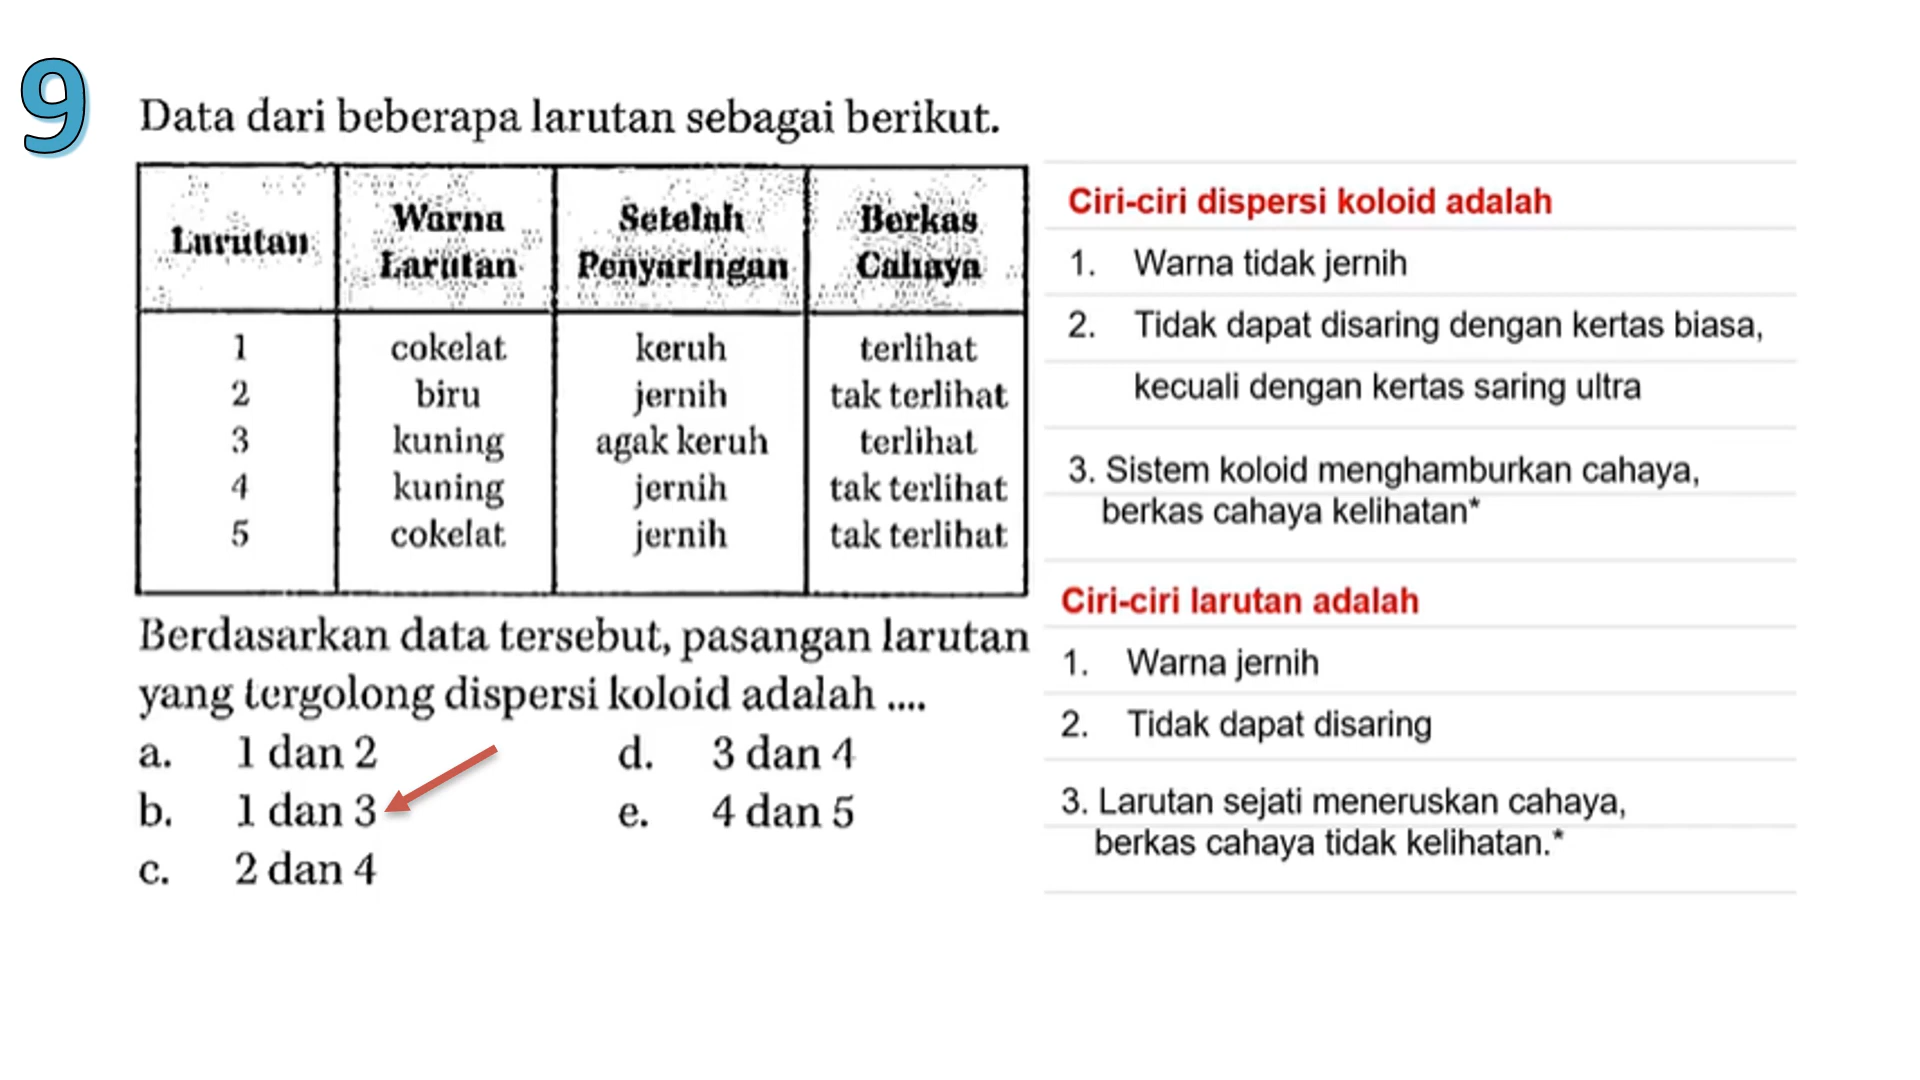 9
Data dari beberapa larutan sebagai berikut.
Larutan Warna Larutan Setelah Penyaringan Berkas Cahaya
1 cokelat keruh terlihat
2 biru jernih tak terlihat
3 kuning agak keruh terlihat
4 kuning jernih tak terlihat
5 cokelat jernih tak terlihat
Berdasarkan data tersebut, pasangan larutan
yang tergolong dispersi koloid adalah ....
a. 1 dan 2
b. 1 dan 3
c. 2 dan 4
d. 3 dan 4
e. 4 dan 5
Ciri-ciri dispersi koloid adalah
1. Warna tidak jernih
2. Tidak dapat disaring dengan kertas biasa,
kecuali dengan kertas saring ultra
3. Sistem koloid menghamburkan cahaya,
berkas cahaya kelihatan*
Ciri-ciri larutan adalah
1. Warna jernih
2. Tidak dapat disaring
3. Larutan sejati meneruskan cahaya,
berkas cahaya tidak kelihatan.*